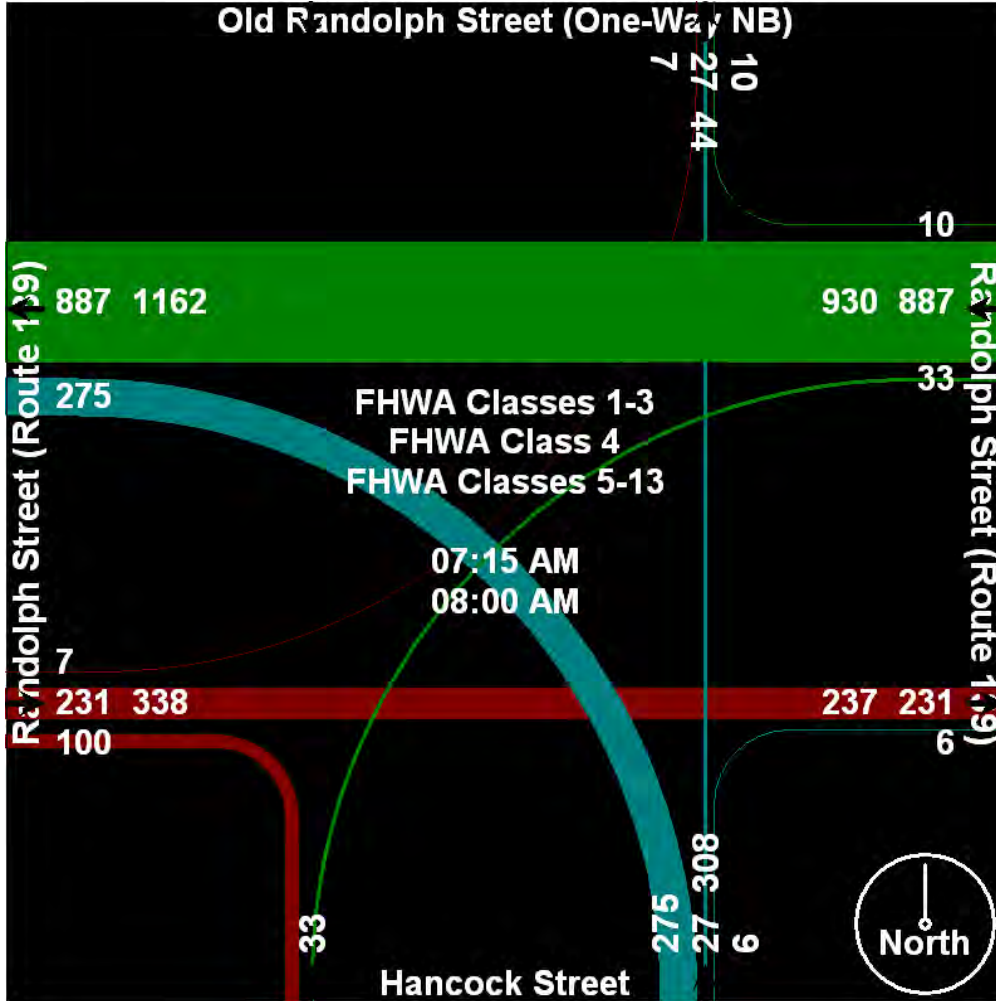 Old Randolph Street (One-Way NB)
7 27 10
44
10
Randolph Street (Route 139)
887 1162
930 887
Randolph Street (Route 139)
275
33
FHWA Classes 1-3
FHWA Class 4
FHWA Classes 5-13
07:15 AM
08:00 AM
7
231 338
237 231
100
6
308
33
275 27 6
North
Hancock Street